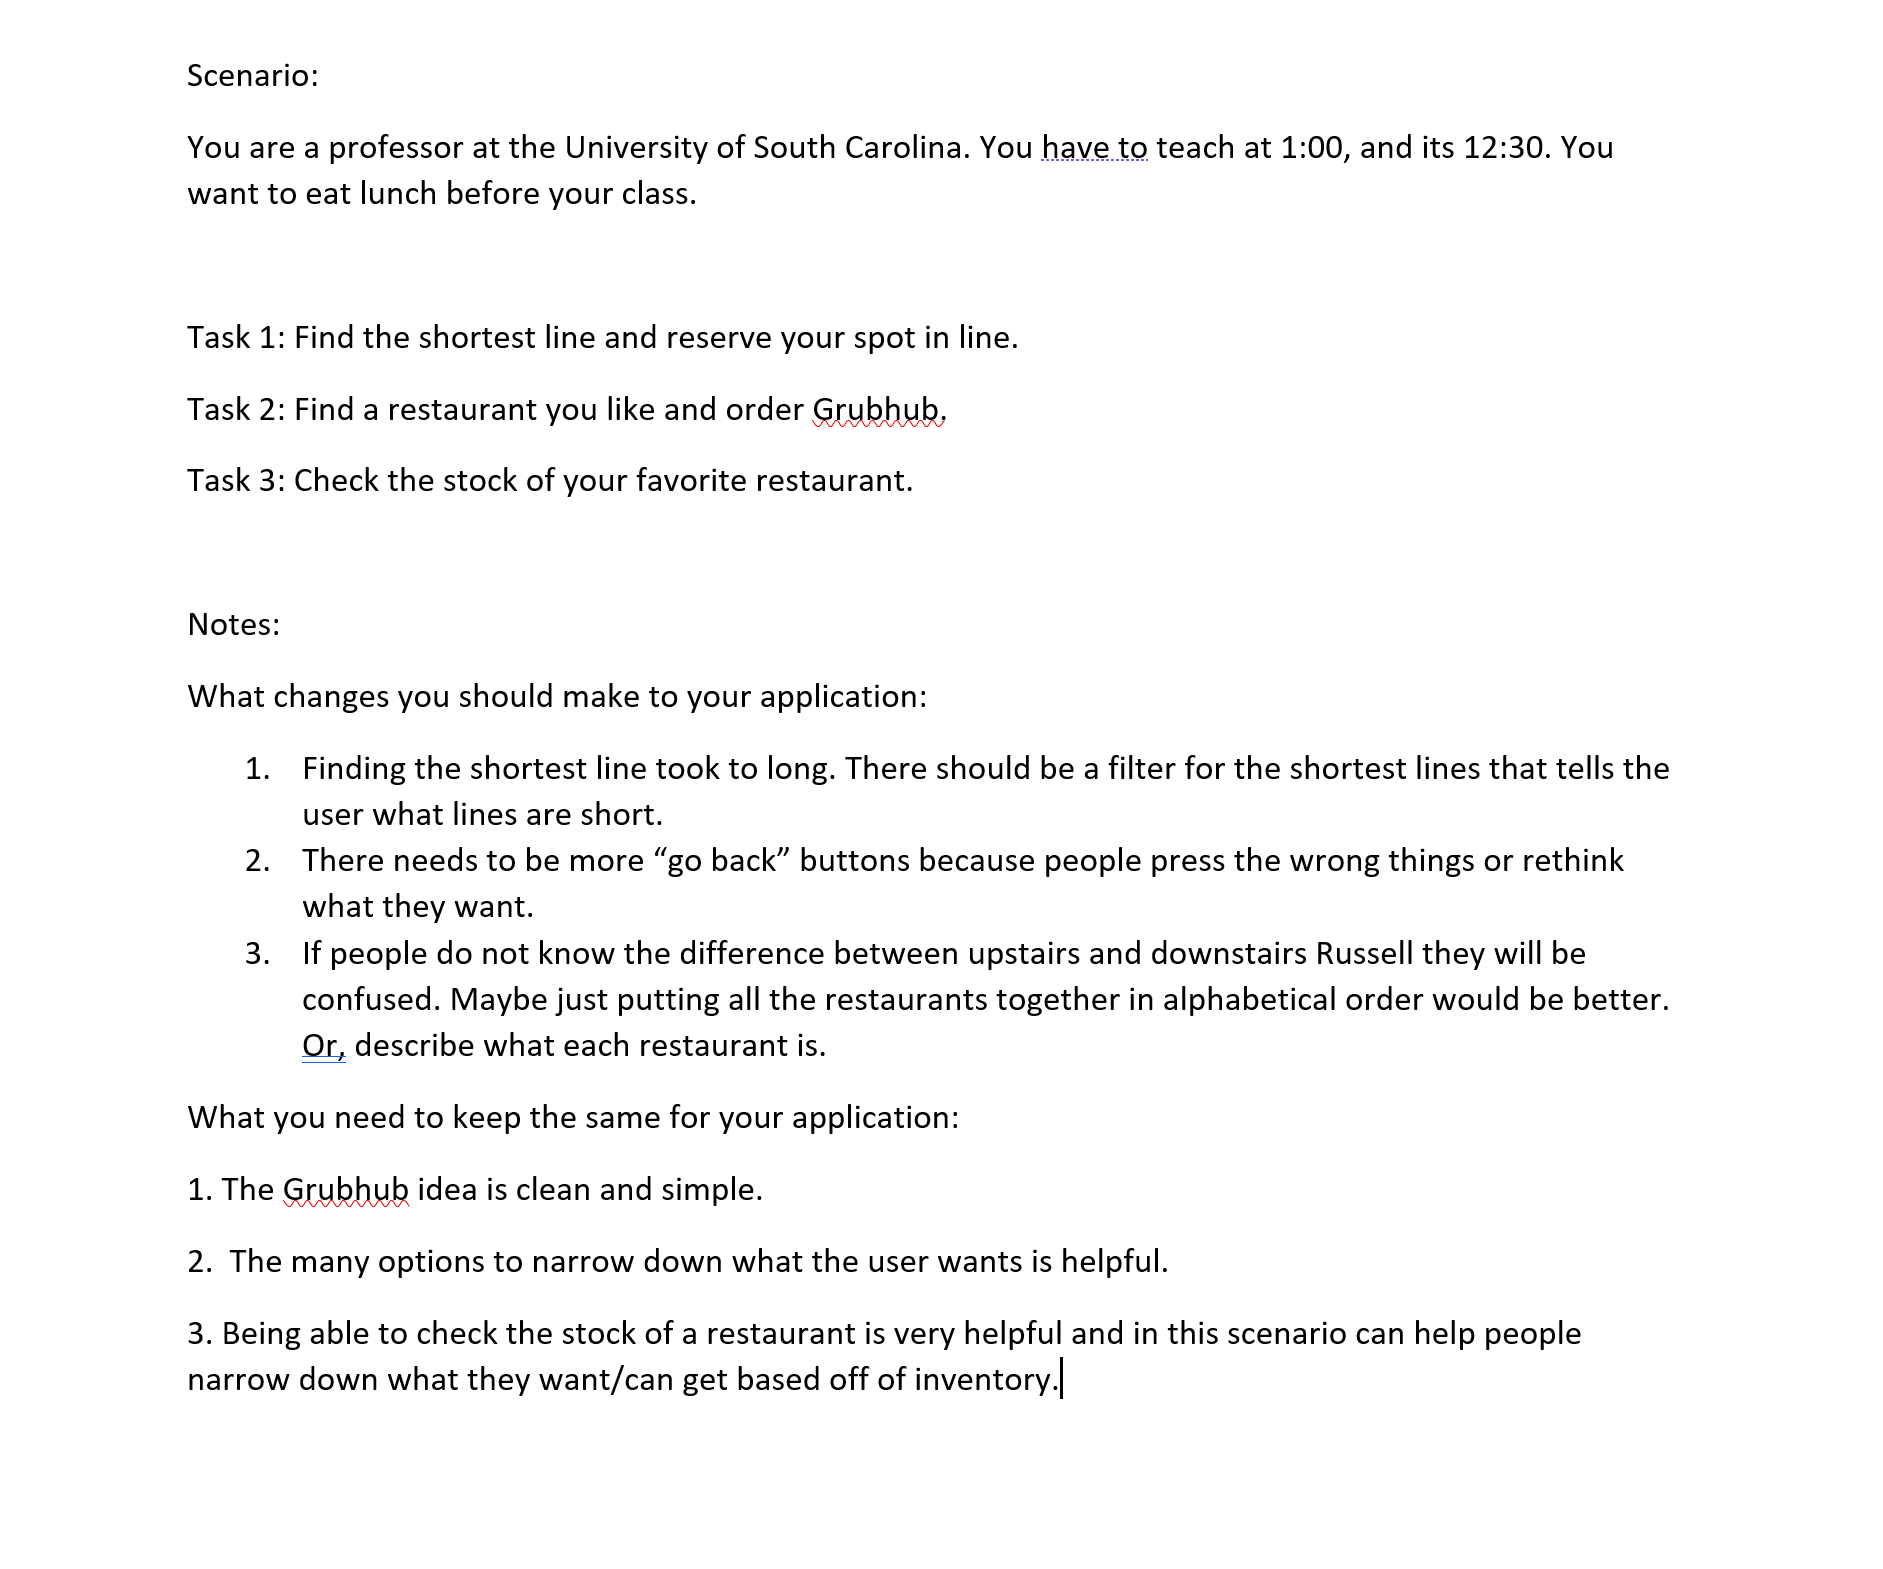 Scenario:
You are a professor at the University of South Carolina. You have to teach at 1:00, and its 12:30. You
want to eat lunch before your class.
Task 1: Find the shortest line and reserve your spot in line.
Task 2: Find a restaurant you like and order Grubhub.
Task 3: Check the stock of your favorite restaurant.
Notes:
What changes you should make to your application:
1. Finding the shortest line took to long. There should be a filter for the shortest lines that tells the
user what lines are short.
2. There needs to be more “go back” buttons because people press the wrong things or rethink
what they want.
3. If people do not know the difference between upstairs and downstairs Russell they will be
confused. Maybe just putting all the restaurants together in alphabetical order would be better.
Or, describe what each restaurant is.
What you need to keep the same for your application:
1. The Grubhub idea is clean and simple.
2.  The many options to narrow down what the user wants is helpful.
3. Being able to check the stock of a restaurant is very helpful and in this scenario can help people
narrow down what they want/can get based off of inventory.